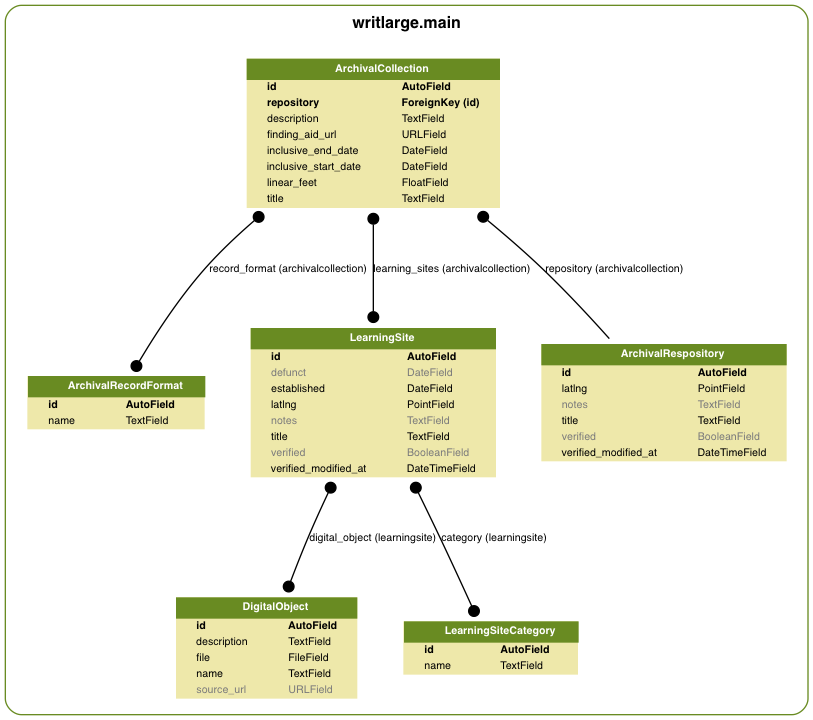 writlarge.main
ArchivalCollection
id AutoField
repository ForeignKey (id)
description TextField
finding_aid_url URLField
inclusive_end_date DateField
inclusive_start_date DateField
linear_feet FloatField
title TextField
record_format (archivalcollection) learning_sites (archivalcollection) repository (archivalcollection)
LearningSite
id AutoField
defunct DateField
established DateField
latlng PointField
notes TextField
title TextField
verified BooleanField
verified_modified_at DateTimeField
ArchivalRespository
id AutoField
latlng PointField
notes TextField
title TextField
verified BooleanField
verified_modified_at DateTimeField
ArchivalRecordFormat
id AutoField
name TextField
digital_object (learningsite) category (learningsite)
DigitalObject
id AutoField
description TextField
file FileField
name TextField
source_url URLField
LearningSiteCategory
id AutoField
name TextField